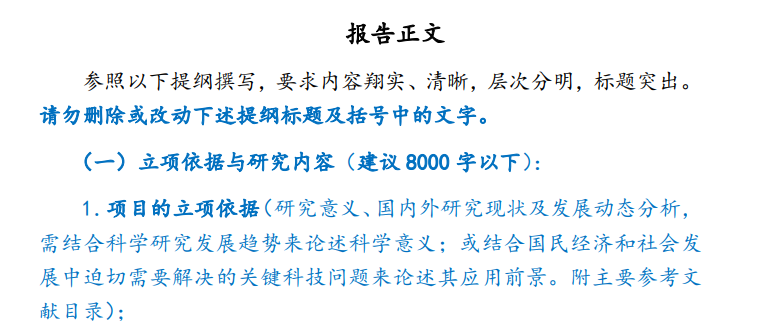 报告正文
参照以下提纲撰写，要求内容翔实、清晰，层次分明，标题突出。
请勿删除或改动下述提纲标题及括号中的文字。
（一）立项依据与研究内容（建议 8000 字以下）：
1. 项目的立项依据（研究意义、国内外研究现状及发展动态分析，
需结合科学研究发展趋势来论述科学意义；或结合国民经济和社会发
展中迫切需要解决的关键科技问题来论述其应用前景。附主要参考文
献目录）；